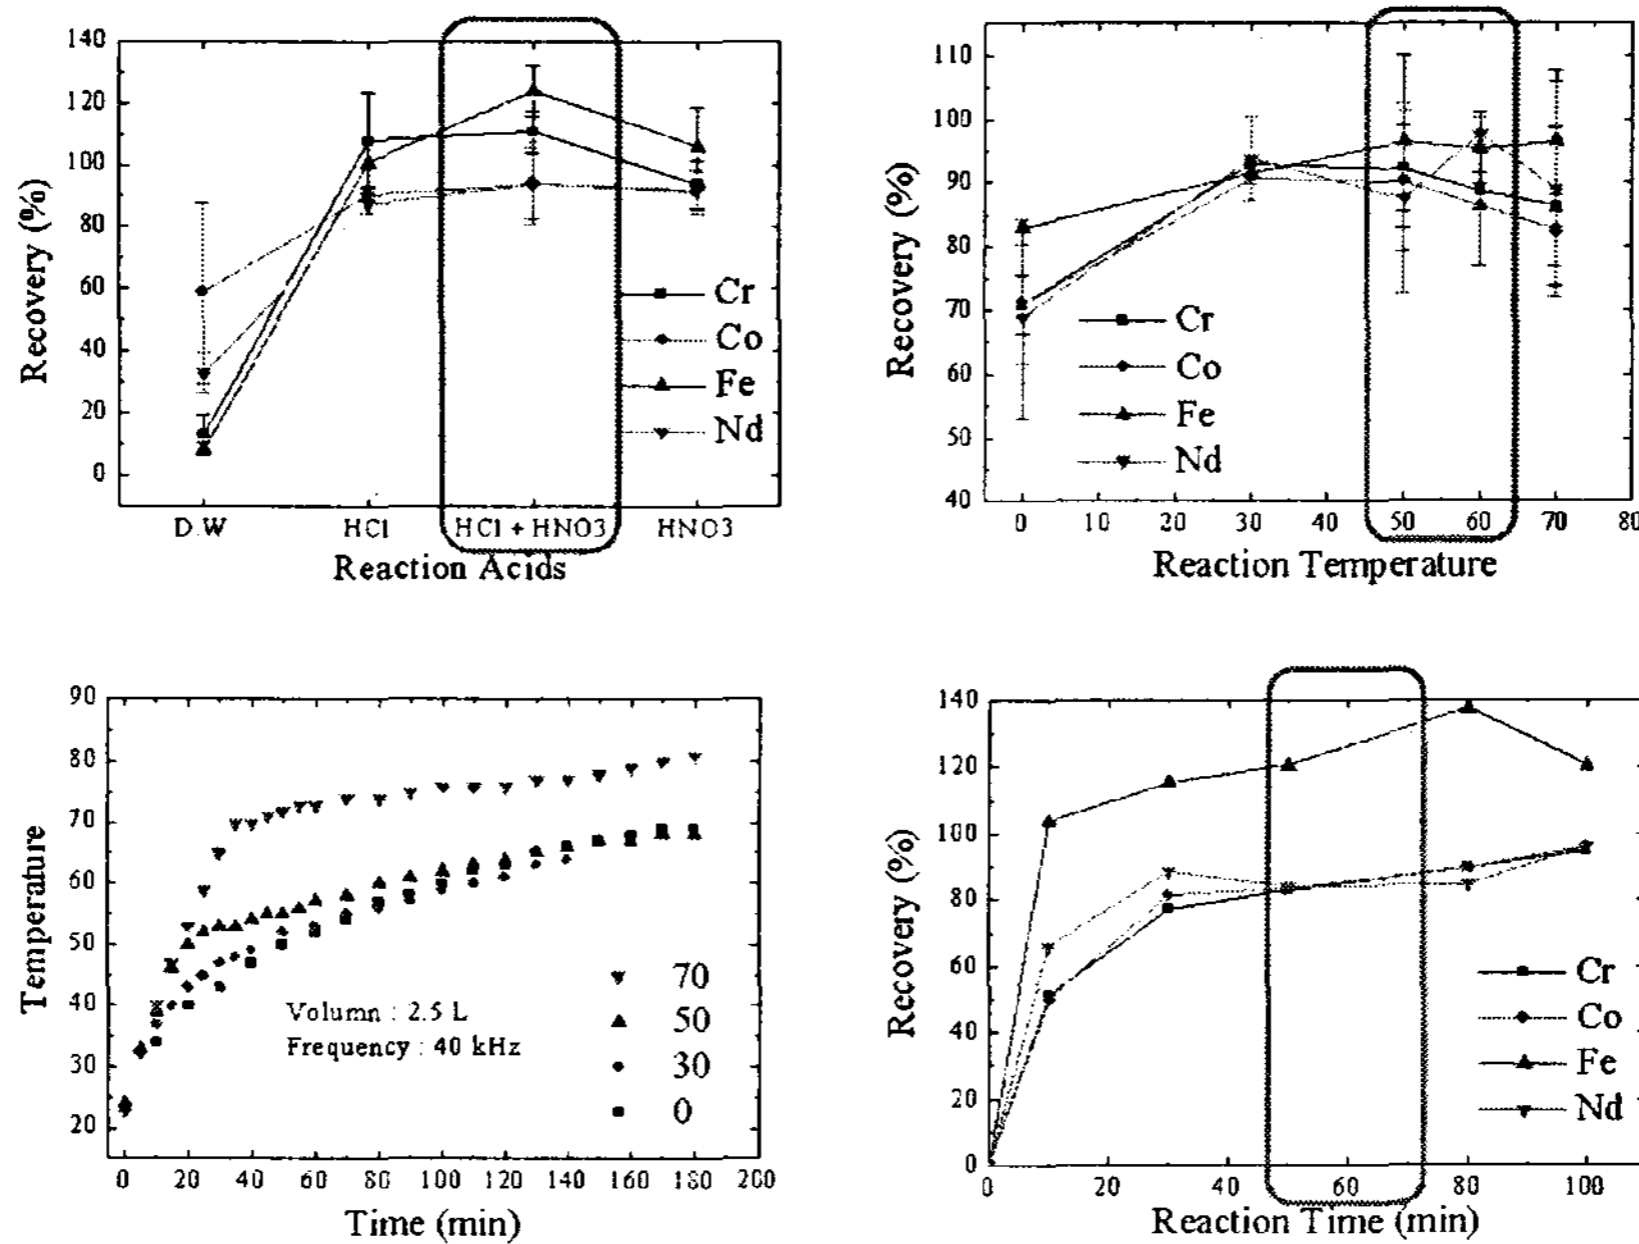 140
120
100
80
60
40
20
0
Recovery (%)
Cr
Co
Fe
Nd
D.W HCl HCl + HNO3 HNO3
Reaction Acids
110
100
90
80
70
60
50
40
Recovery (%)
Cr
Co
Fe
Nd
0 10 20 30 40 50 60 70 80
Reaction Temperature
90
80
70
60
50
40
30
20
Temperature
Volumn : 2.5 L
Frequency : 40 kHz
70
50
30
0
0 20 40 60 80 100 120 140 160 180 200
Time (min)
140
120
100
80
60
40
20
0
Recovery (%)
Cr
Co
Fe
Nd
0 20 40 60 80 100
Reaction Time (min)